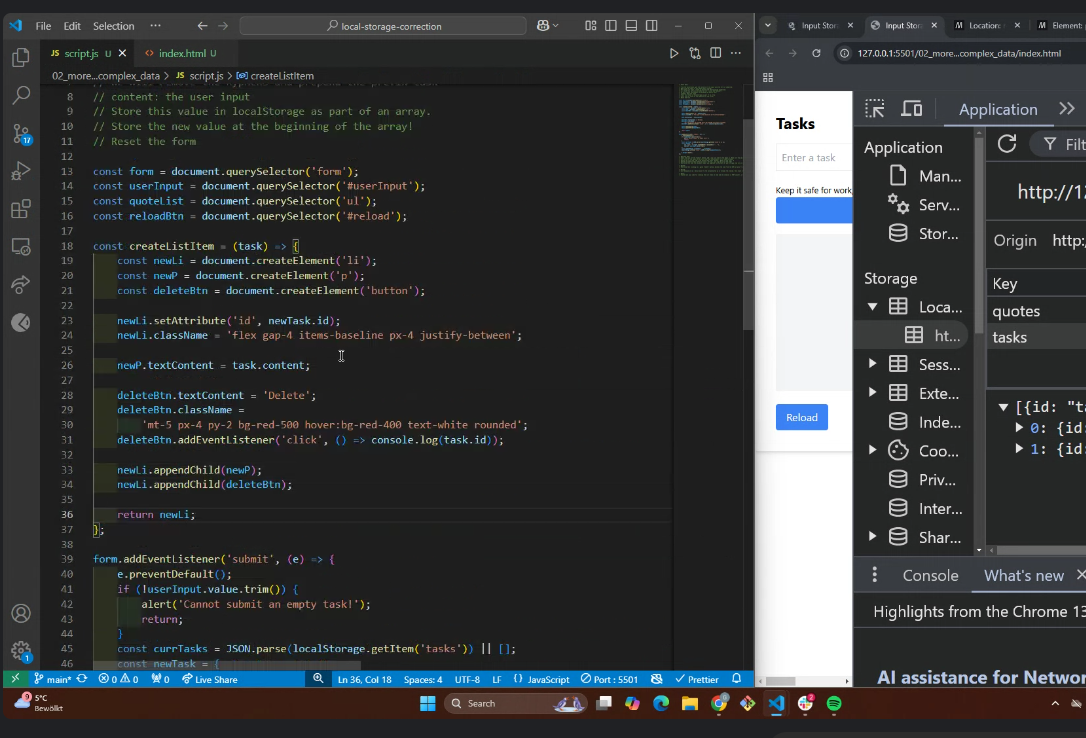 File Edit Selection ··· local-storage-correction
JS script.js U × <> index.html U
02_more...complex_data > JS script.js > createListItem
8 // content: the user input
9 // Store this value in localStorage as part of an array.
10 // Store the new value at the beginning of the array!
11 // Reset the form
12
13 const form = document.querySelector('form');
14 const userInput = document.querySelector('#userInput');
15 const quoteList = document.querySelector('ul');
16 const reloadBtn = document.querySelector('#reload');
17
18 const createListItem = (task) => {
19 const newLi = document.createElement('li');
20 const newP = document.createElement('p');
21 const deleteBtn = document.createElement('button');
22
23 newLi.setAttribute('id', newTask.id);
24 newLi.className = 'flex gap-4 items-baseline px-4 justify-between';
25
26 newP.textContent = task.content;
27
28 deleteBtn.textContent = 'Delete';
29 deleteBtn.className =
30 'mt-5 px-4 py-2 bg-red-500 hover:bg-red-400 text-white rounded';
31 deleteBtn.addEventListener('click', () => console.log(task.id));
32
33 newLi.appendChild(newP);
34 newLi.appendChild(deleteBtn);
35
36 return newLi;
37 };
38
39 form.addEventListener('submit', (e) => {
40 e.preventDefault();
41 if (!userInput.value.trim()) {
42 alert('Cannot submit an empty task!');
43 return;
44 }
45 const currTasks = JSON.parse(localStorage.getItem('tasks')) || [];
46 const newTask = {
17
1
main* 0 0 0 Live Share Ln 36, Col 18 Spaces: 4 UTF-8 LF {} JavaScript Port : 5501 Prettier
Input Stor × Input Stor × Location: × Element:
127.0.0.1:5501/02_more...complex_data/index.html
Tasks
Enter a task
Keep it safe for work
Reload
Application
Application
Man...
Serv...
Stor...
Storage
Loca...
ht...
Sess...
Exte...
Inde...
Coo...
Priv...
Inter...
Shar...
Filt
http://12
Origin http:
Key
quotes
tasks
[{id: "ta
0: {id:
1: {id:
Console What's new ×
Highlights from the Chrome 13
AI assistance for Networ
9 5°C
Bewölkt
Search
2